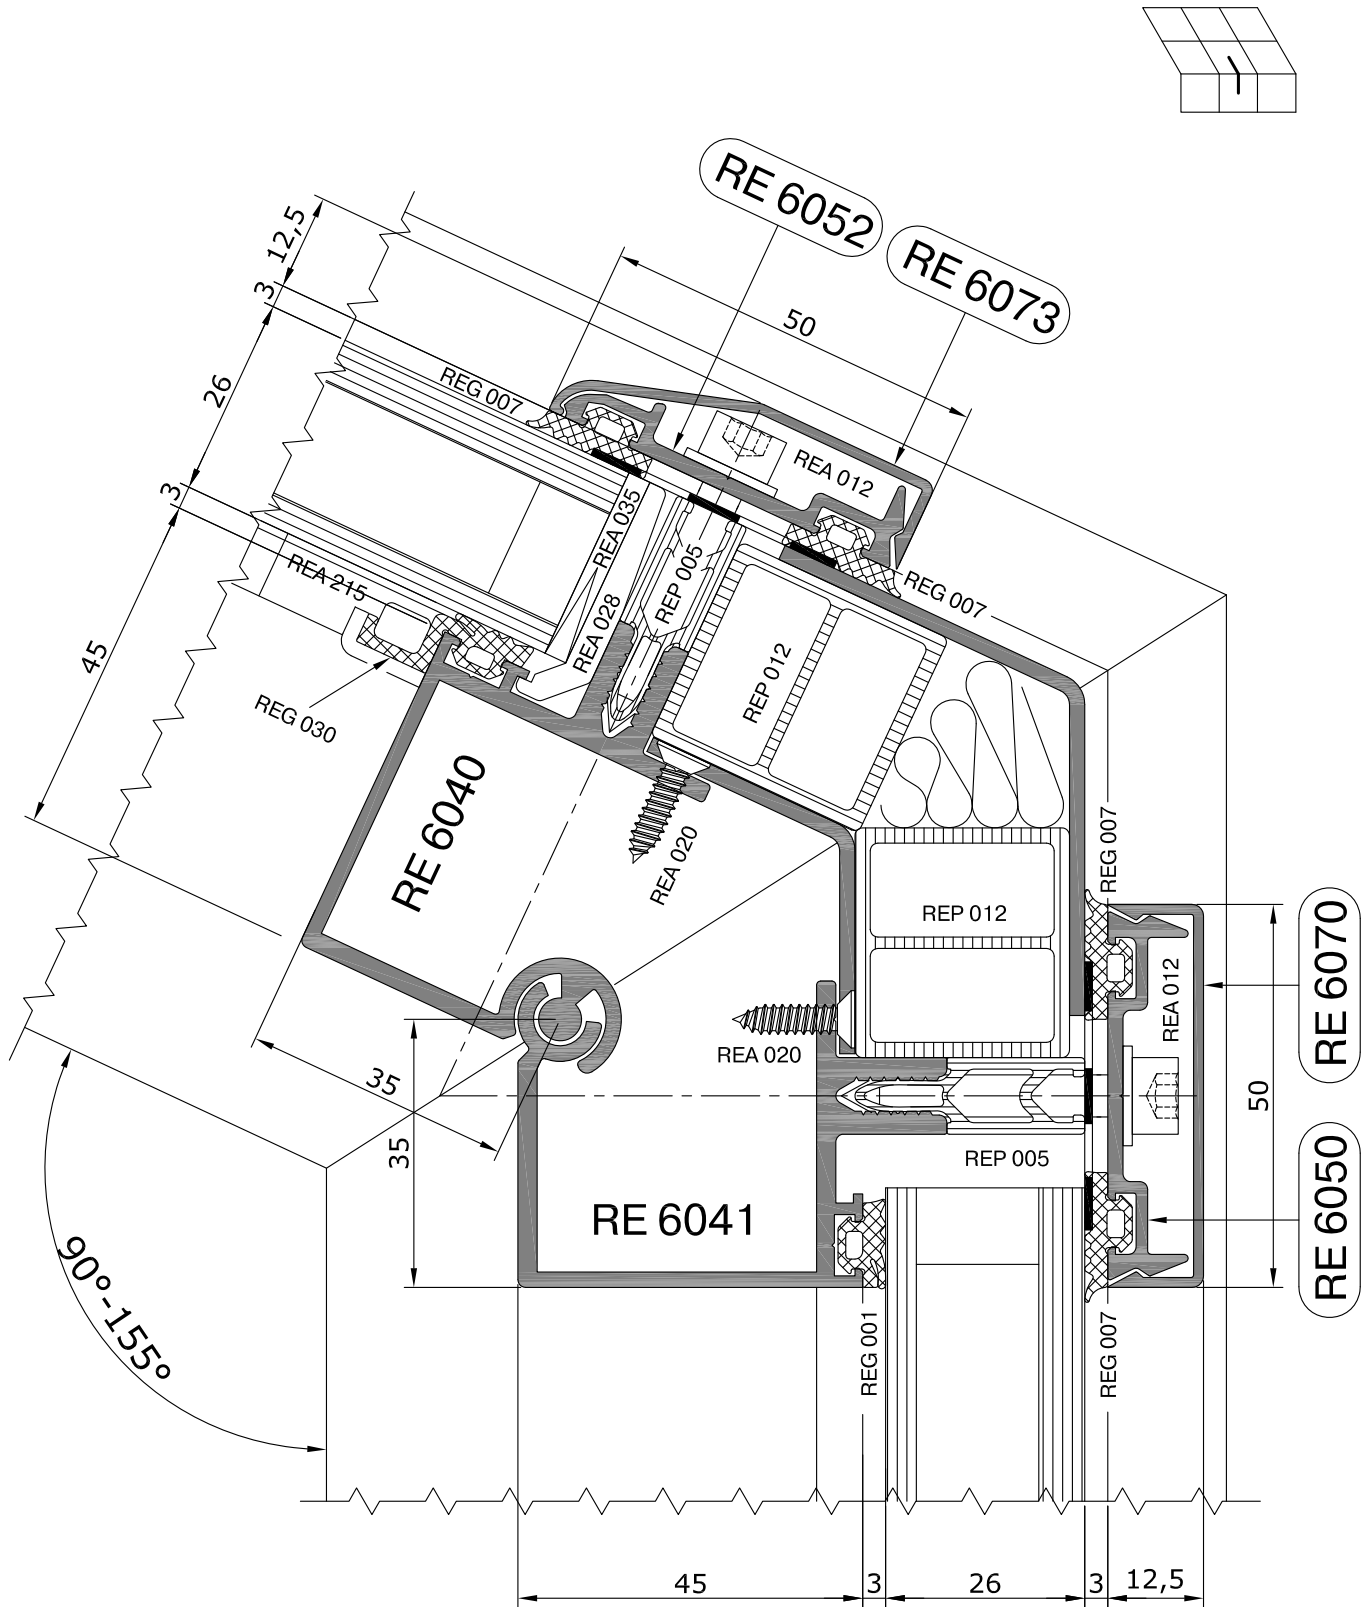 RE 6052
RE 6073
12,5
3
26
3
45
50
REG 007
REA 012
REA 035
REP 005
REG 007
REA 215
REA 028
REP 012
REG 030
RE 6040
REA 020
REG 007
REP 012
REA 012
RE 6070
REA 020
35
35
50
REP 005
RE 6050
RE 6041
90°-155°
REG 001
REG 007
45
3
26
3
12,5